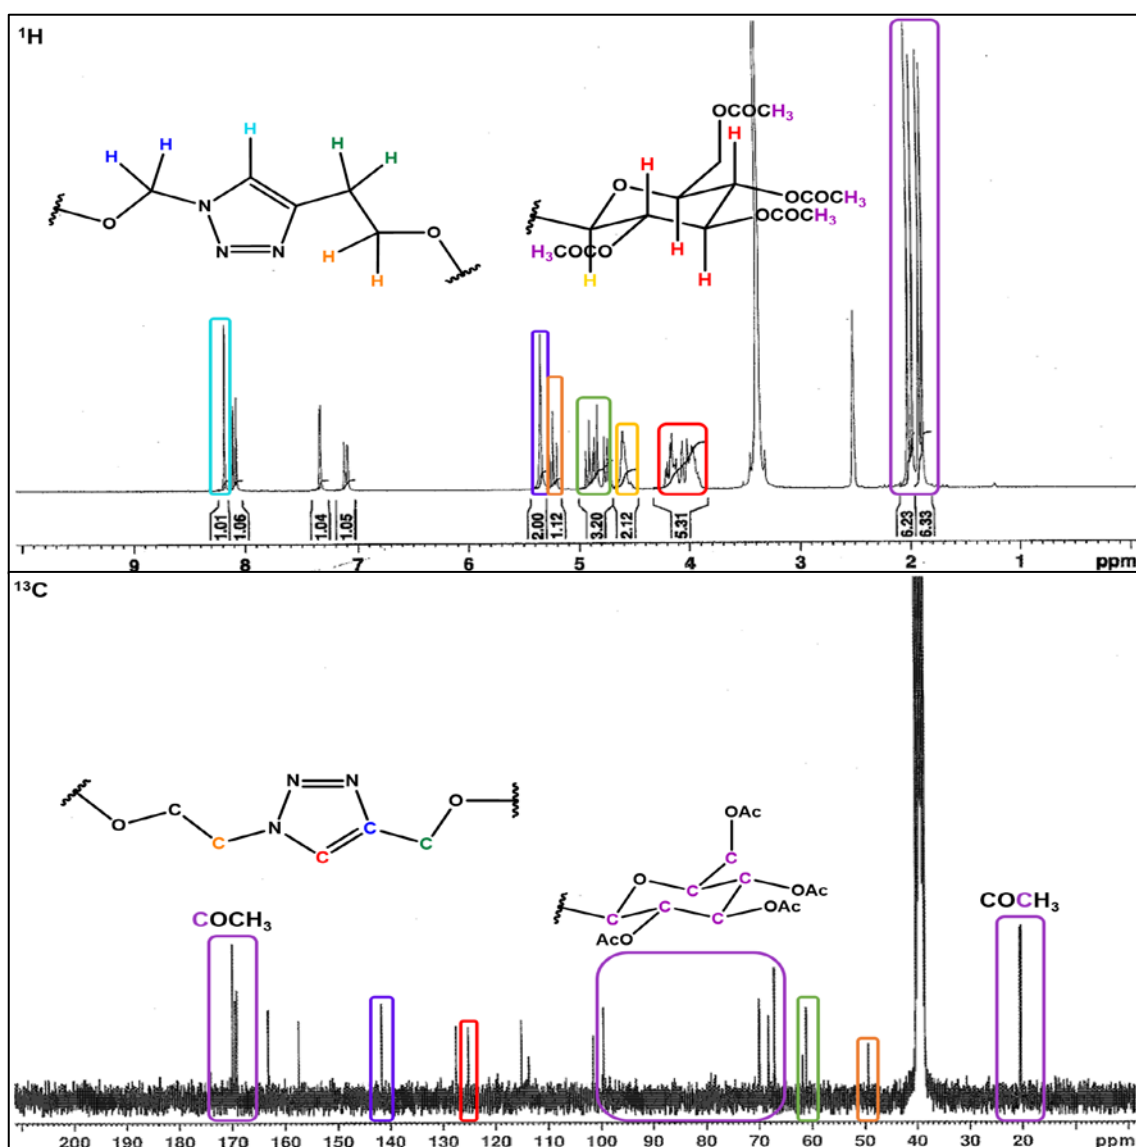 ¹H
OCOCH₃
H H H H H H H
O OCOCH₃
O N O OCOCH₃
N N H₃COCO
H H H H H
1.01 1.06 1.04 1.05 2.00 1.12 3.20 2.12 5.31 6.23 6.33
9 8 7 6 5 4 3 2 1 ppm
¹³C
N N OAc
O C N C O C
C C C O C C OAc
C C OAc
COCH₃ AcO COCH₃
200 190 180 170 160 150 140 130 120 110 100 90 80 70 60 50 40 30 20 ppm